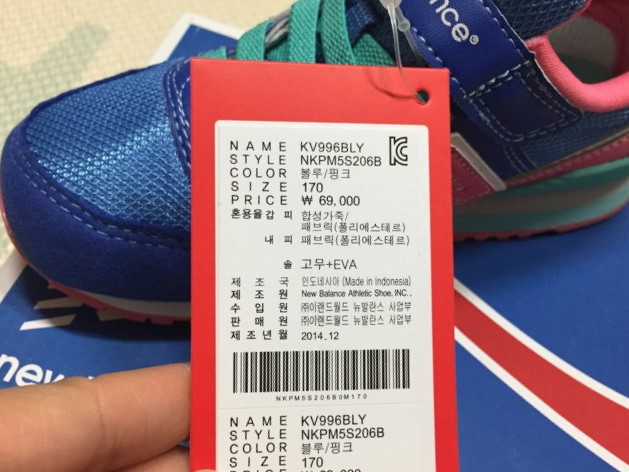 ance®
NAME KV996BLY
STYLE NKPM5S206B
COLOR 볼루/핑크
SIZE 170
PRICE ₩ 69,000
혼용율 갑 피 합성가죽/
패브릭(폴리에스테르)
내 피 패브릭(폴리에스테르)
솔 고무+EVA
제 조 국 인도네시아 (Made in Indonesia)
제 조 원 New Balance Athletic Shoe, INC.,
수 입 원 ㈜이랜드월드 뉴발란스 사업부
판 매 원 ㈜이랜드월드 뉴발란스 사업부
제조년월 2014.12
NKPM5S206B0M170
NAME KV996BLY
STYLE NKPM5S206B
COLOR 볼루/핑크
SIZE 170
new